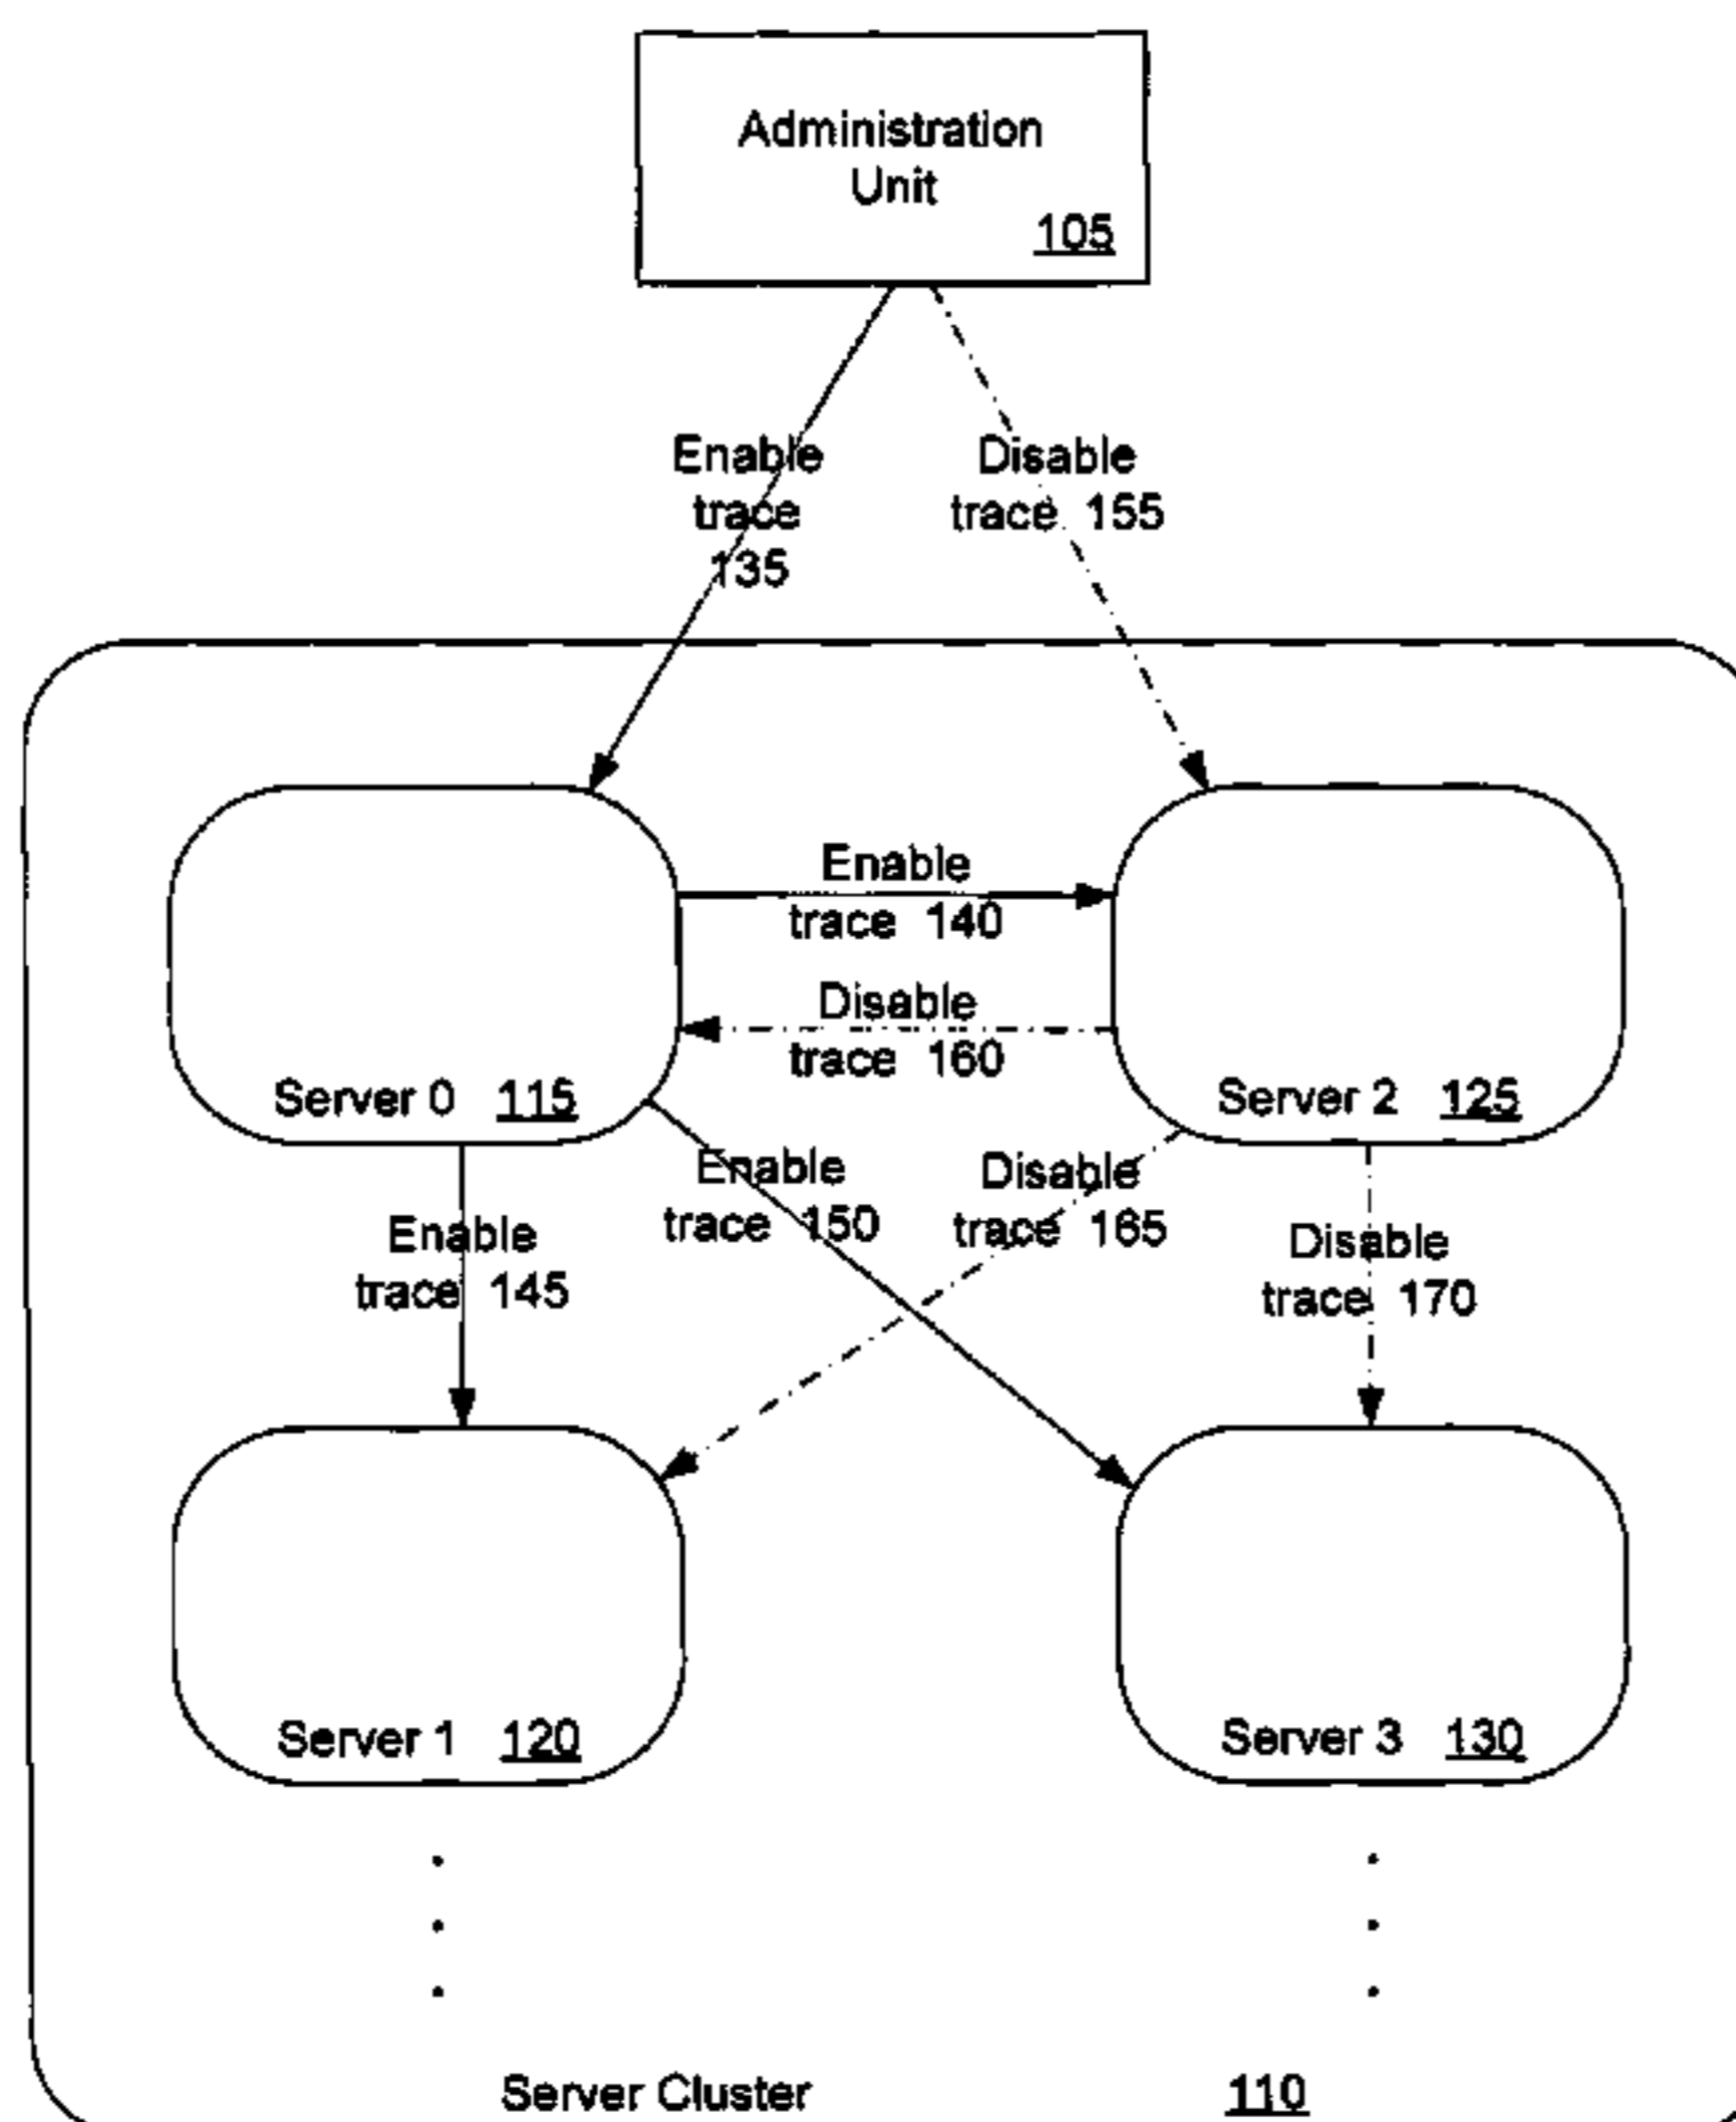 Administration
Unit
105
Enable
trace
135
Disable
trace 155
Enable
trace 140
Disable
trace 160
Server 0 115
Server 2 125
Enable
trace 145
Enable
trace 150
Disable
trace 165
Disable
trace 170
Server 1 120
Server 3 130
Server Cluster 110